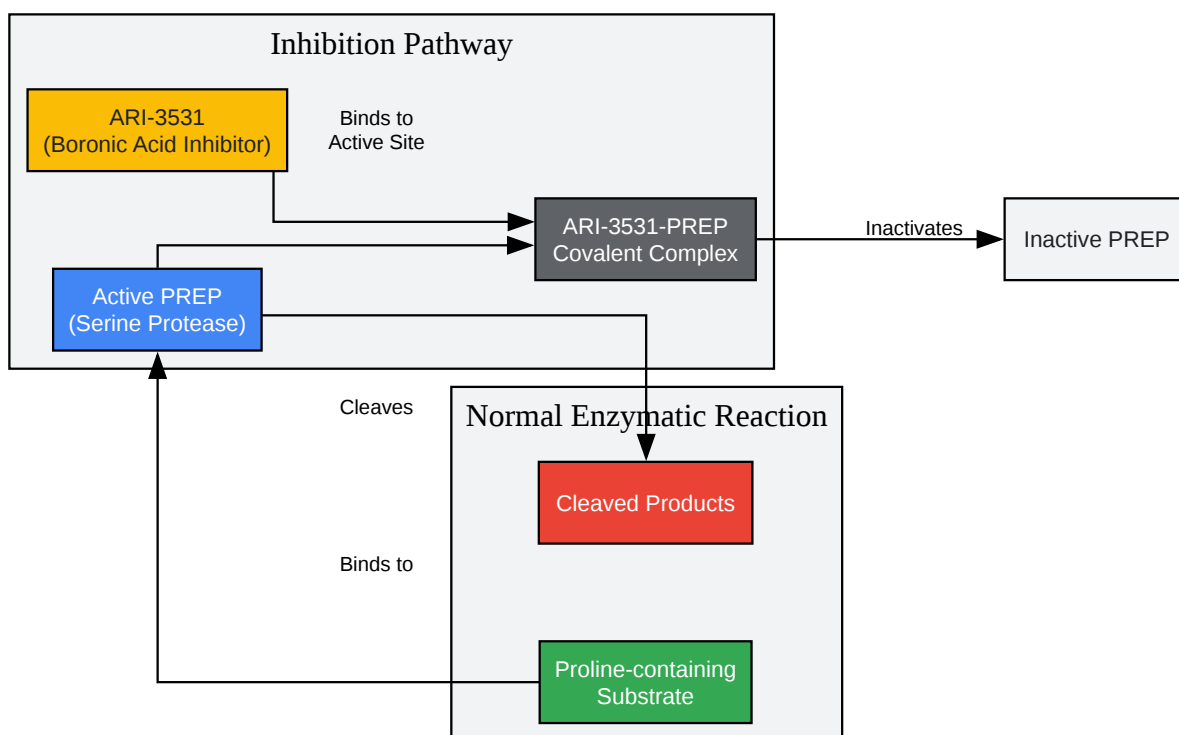 Inhibition Pathway
ARI-3531
(Boronic Acid Inhibitor)
Binds to
Active Site
ARI-3531-PREP
Covalent Complex
Inactivates
Inactive PREP
Active PREP
(Serine Protease)
Cleaves
Normal Enzymatic Reaction
Cleaved Products
Binds to
Proline-containing
Substrate